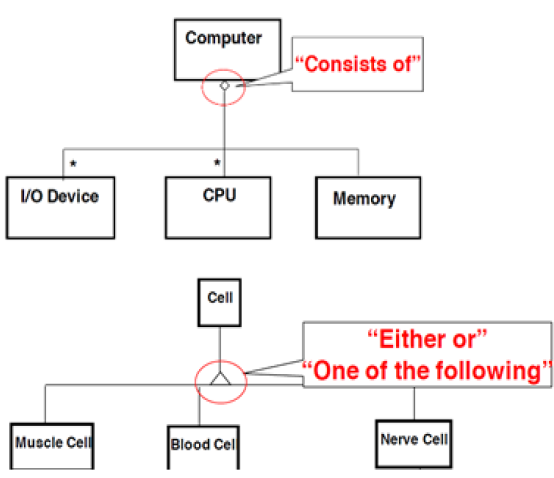 Computer
“Consists of”
*
*
I/O Device
CPU
Memory
Cell
“Either or”
“One of the following”
Muscle Cell
Blood Cell
Nerve Cell